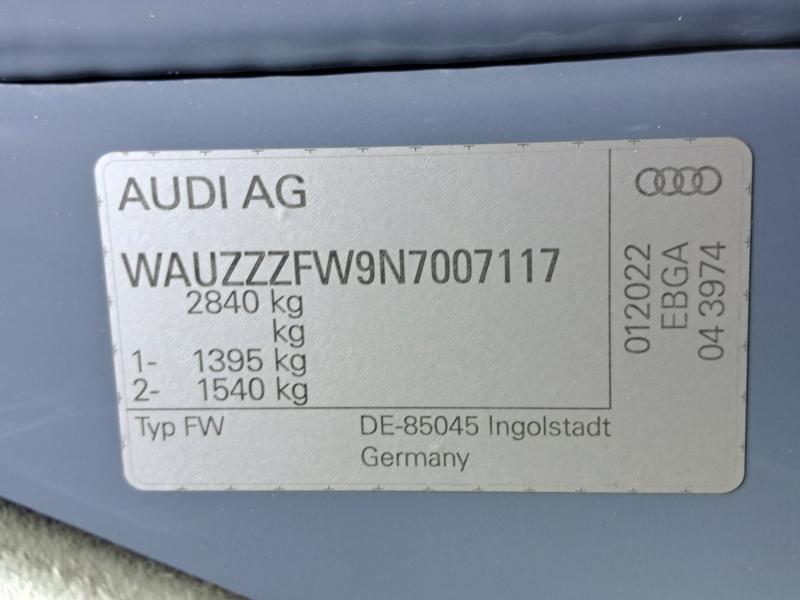 AUDI AG
WAUZZZFW9N7007117
2840 kg
kg
1- 1395 kg
2- 1540 kg
Typ FW
DE-85045 Ingolstadt
Germany
012022
EBGA
04 3974